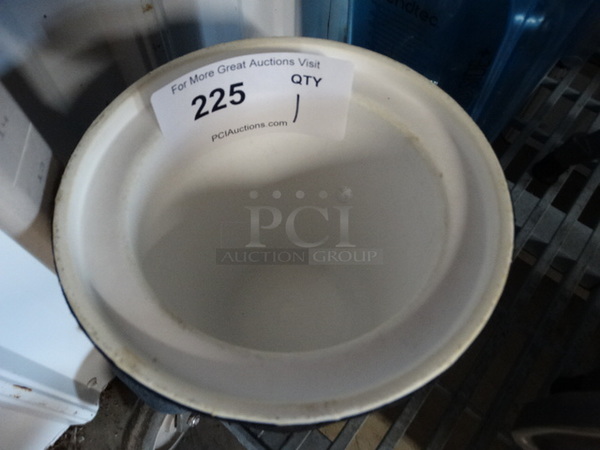 For More Great Auctions Visit
225
QTY
1
PCIAuctions.com
PCI
AUCTION GROUP